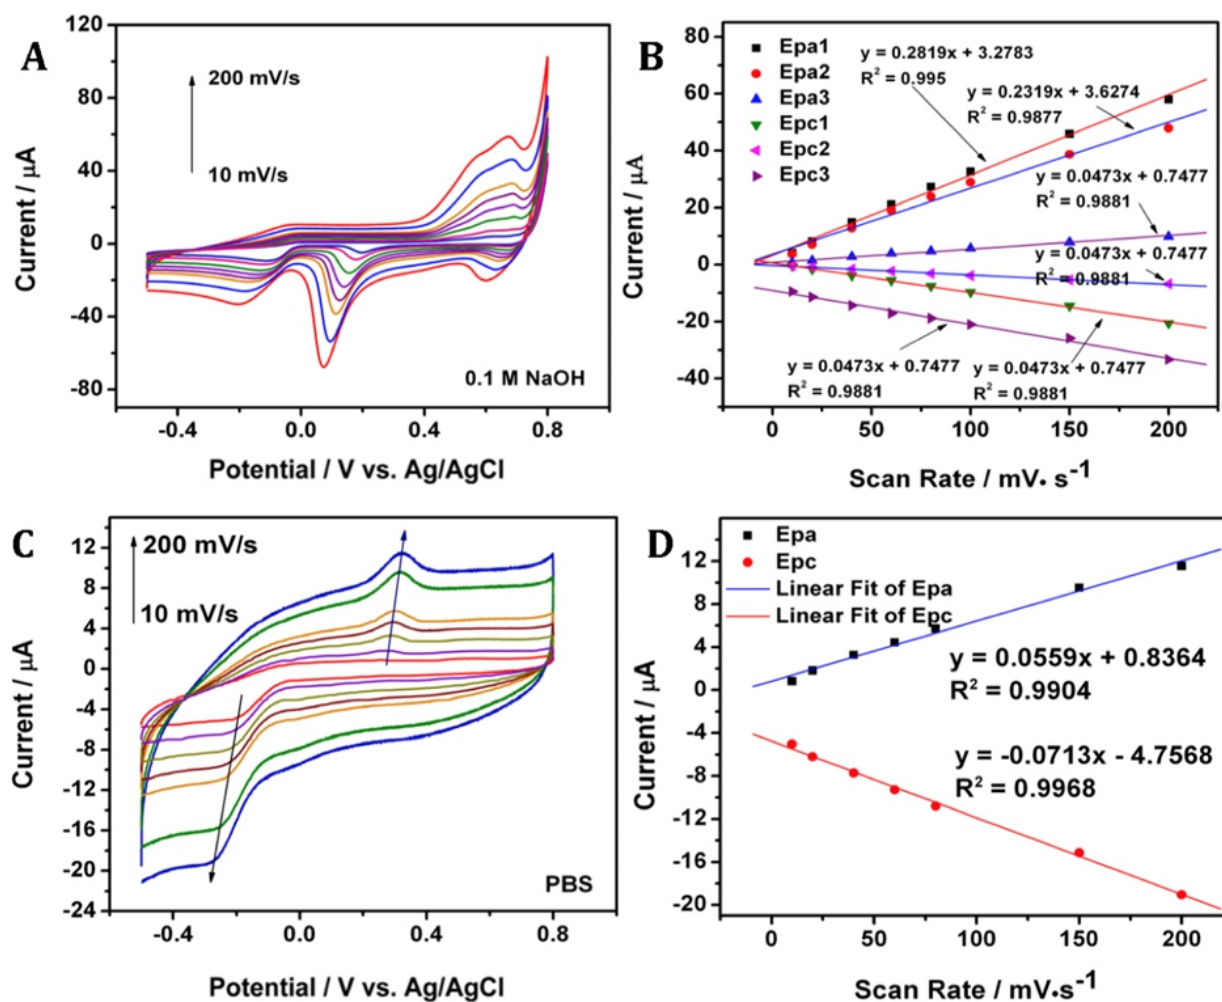 A
200 mV/s
10 mV/s
0.1 M NaOH
120
80
40
0
-40
-80
-0.4
0.0
0.4
0.8
Current / μA
Potential / V vs. Ag/AgCl
B
Epa1
Epa2
Epa3
Epc1
Epc2
Epc3
y = 0.2819x + 3.2783
R² = 0.995
y = 0.2319x + 3.6274
R² = 0.9877
y = 0.0473x + 0.7477
R² = 0.9881
y = 0.0473x + 0.7477
R² = 0.9881
y = 0.0473x + 0.7477
R² = 0.9881
y = 0.0473x + 0.7477
R² = 0.9881
80
60
40
20
0
-20
-40
0
50
100
150
200
Current / μA
Scan Rate / mV• s⁻¹
C
200 mV/s
10 mV/s
PBS
12
8
4
0
-4
-8
-12
-16
-20
-24
-0.4
0.0
0.4
0.8
Current / μA
Potential / V vs. Ag/AgCl
D
Epa
Epc
Linear Fit of Epa
Linear Fit of Epc
y = 0.0559x + 0.8364
R² = 0.9904
y = -0.0713x - 4.7568
R² = 0.9968
12
8
4
0
-4
-8
-12
-16
-20
0
50
100
150
200
Current / μA
Scan Rate / mV•s⁻¹